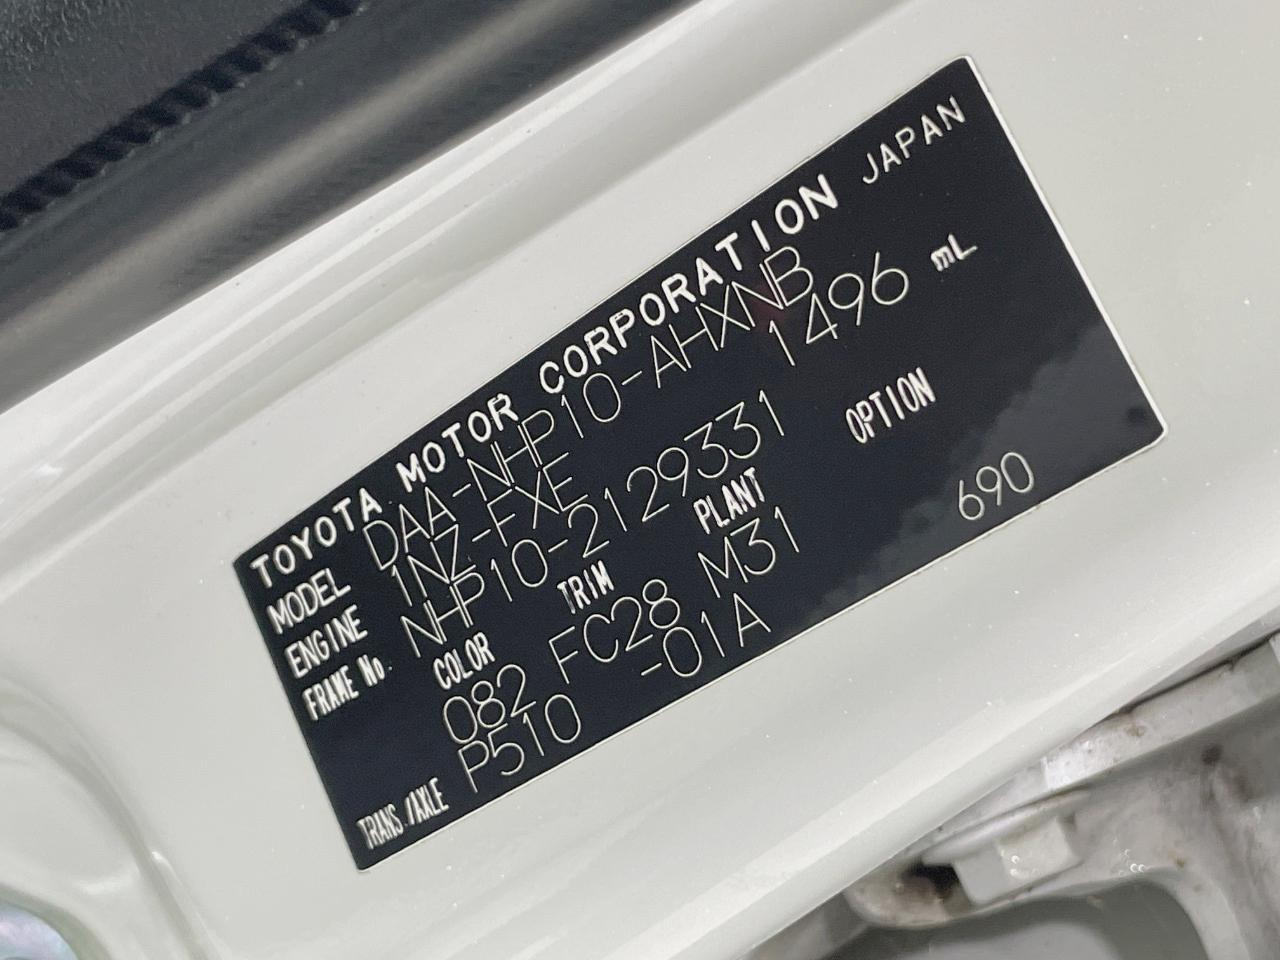 TOYOTA MOTOR CORPORATION JAPAN
MODEL DAA-NHP10-AHXNB
ENGINE 1NZ-FXE 1496 mL
FRAME No. NHP10-2129331
COLOR TRIM PLANT OPTION
082 FC28 M31 690
TRANS./AXLE P510 -01A